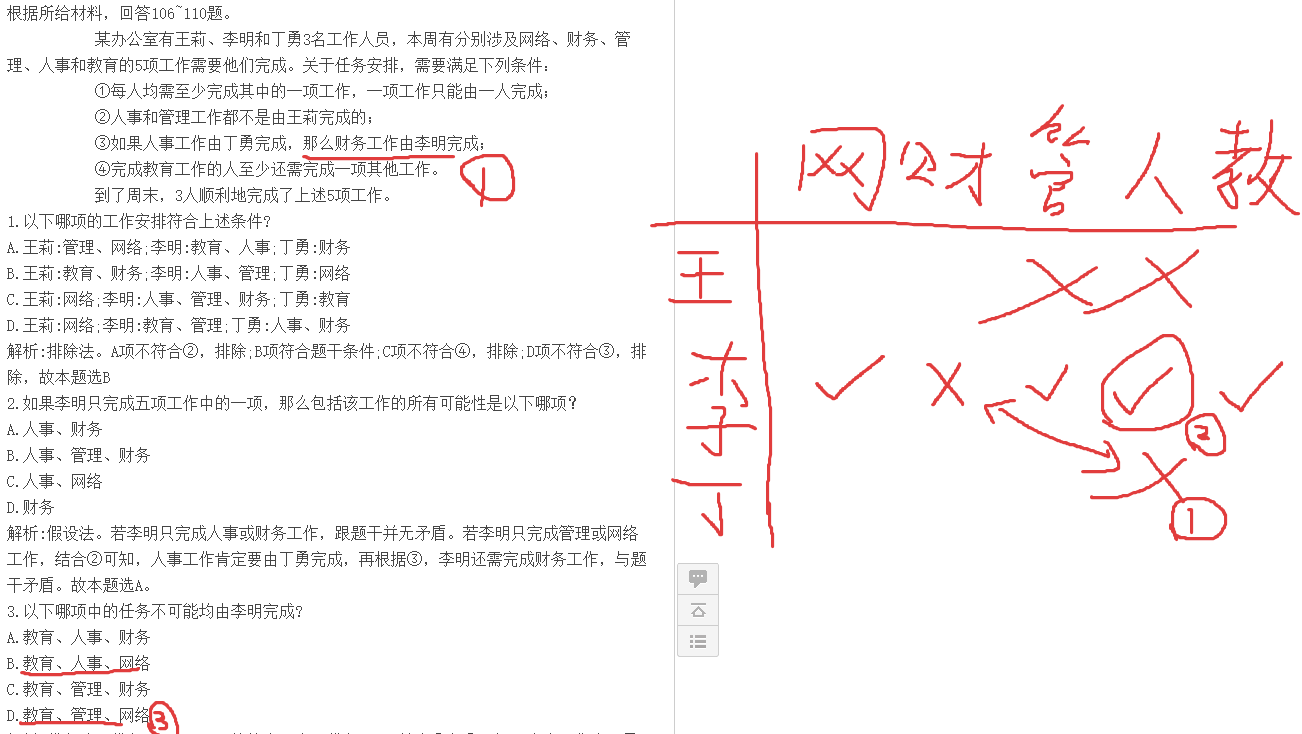 根据所给材料，回答106~110题。
某办公室有王莉、李明和丁勇3名工作人员，本周有分别涉及网络、财务、管
理、人事和教育的5项工作需要他们完成。关于任务安排，需要满足下列条件：
①每人均需至少完成其中的一项工作，一项工作只能由一人完成；
②人事和管理工作都不是由王莉完成的；
③如果人事工作由丁勇完成，那么财务工作由李明完成；
④完成教育工作的人至少还需完成一项其他工作。
①
到了周末，3人顺利地完成了上述5项工作。
1.以下哪项的工作安排符合上述条件?
A.王莉:管理、网络;李明:教育、人事;丁勇:财务
B.王莉:教育、财务;李明:人事、管理;丁勇:网络
C.王莉:网络;李明:人事、管理、财务;丁勇:教育
D.王莉:网络;李明:教育、管理;丁勇:人事、财务
解析:排除法。A项不符合②，排除;B项符合题干条件;C项不符合④，排除;D项不符合③，排
除，故本题选B
2.如果李明只完成五项工作中的一项，那么包括该工作的所有可能性是以下哪项？
A.人事、财务
B.人事、管理、财务
C.人事、网络
D.财务
解析:假设法。若李明只完成人事或财务工作，跟题干并无矛盾。若李明只完成管理或网络
工作，结合②可知，人事工作肯定要由丁勇完成，再根据③，李明还需完成财务工作，与题
干矛盾。故本题选A。
3.以下哪项中的任务不可能均由李明完成?
A.教育、人事、财务
B.教育、人事、网络
C.教育、管理、财务
D.教育、管理、网络
③
网 财 管 人 教
王
李
②
丁
①